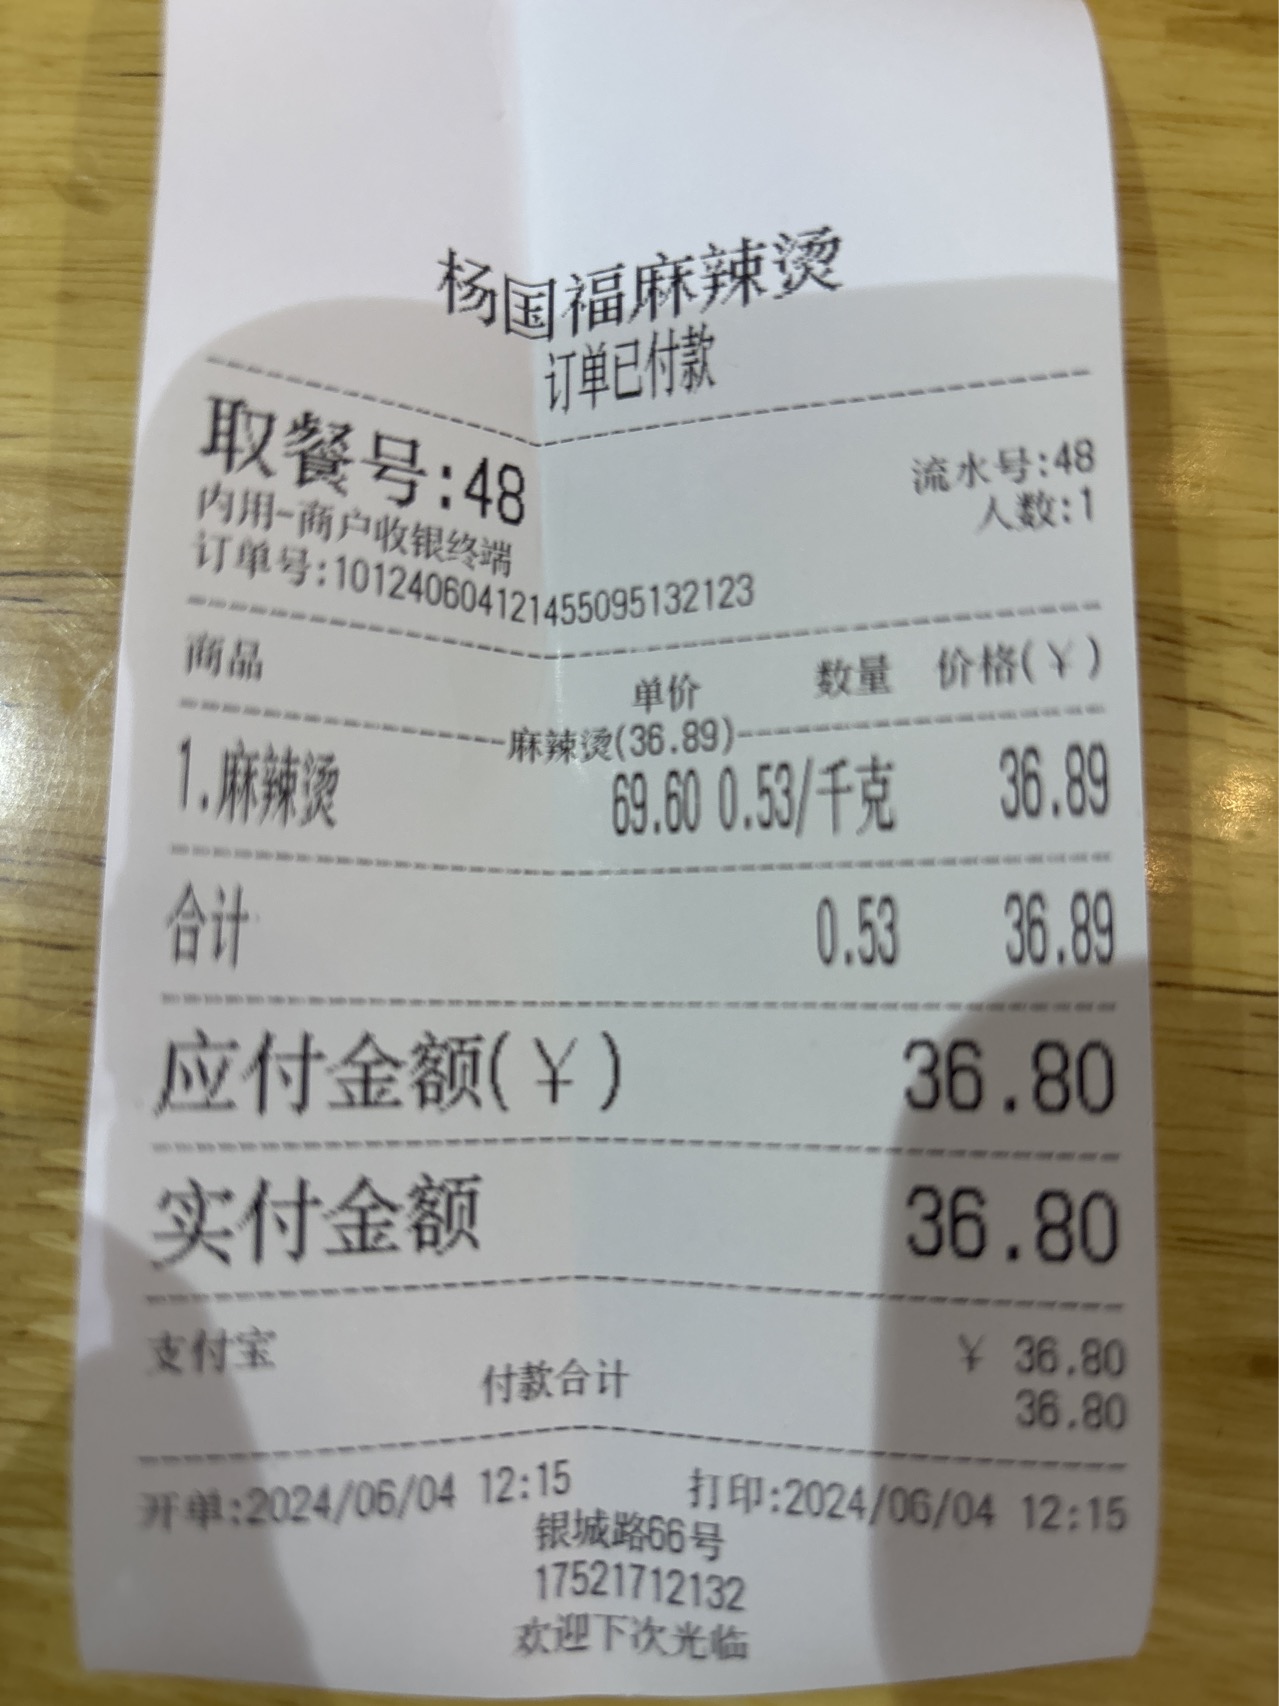 杨国福麻辣烫
订单已付款
取餐号:48 流水号:48
内用-商户收银终端 人数:1
订单号:101240604121455095132123
商品 单价 数量 价格(¥)
麻辣烫(36.89)
1.麻辣烫 69.60 0.53/千克 36.89
合计 0.53 36.89
应付金额(¥) 36.80
实付金额 36.80
支付宝 ¥ 36.80
付款合计 36.80
开单:2024/06/04 12:15 打印:2024/06/04 12:15
银城路66号
17521712132
欢迎下次光临